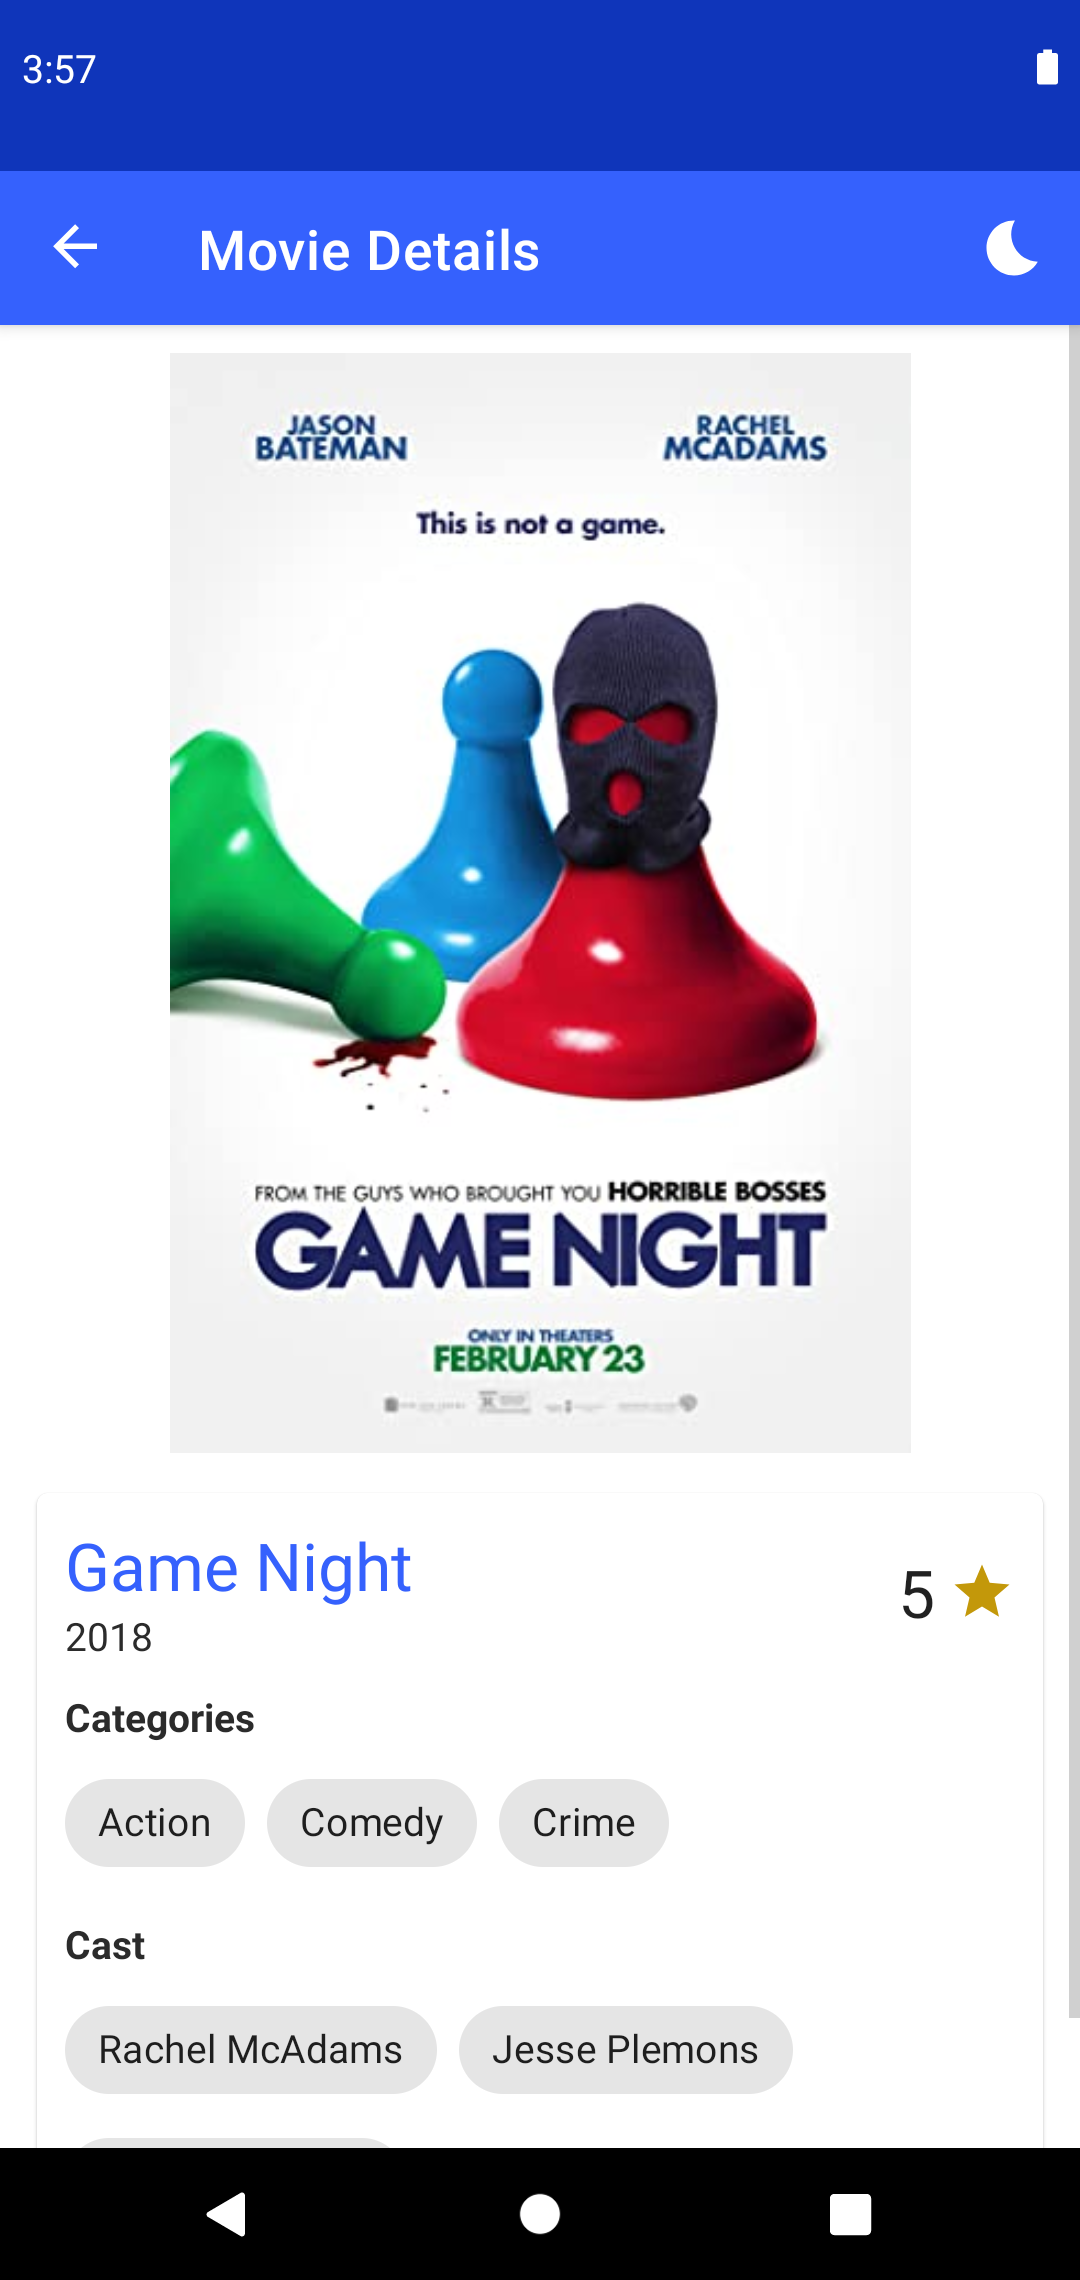 3:57
Movie Details
JASON
BATEMAN
RACHEL
MCADAMS
This is not a game.
FROM THE GUYS WHO BROUGHT YOU HORRIBLE BOSSES
GAME NIGHT
ONLY IN THEATERS
FEBRUARY 23
Game Night
5
2018
Categories
Action
Comedy
Crime
Cast
Rachel McAdams
Jesse Plemons